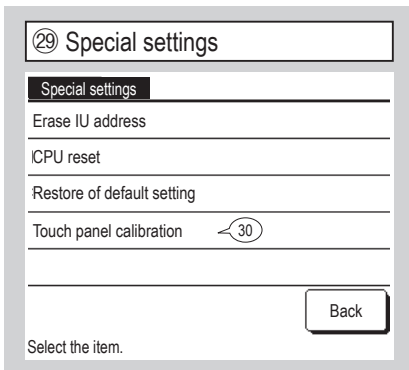 ㉙ Special settings
Special settings
Erase IU address
CPU reset
Restore of default setting
Touch panel calibration 30
Back
Select the item.